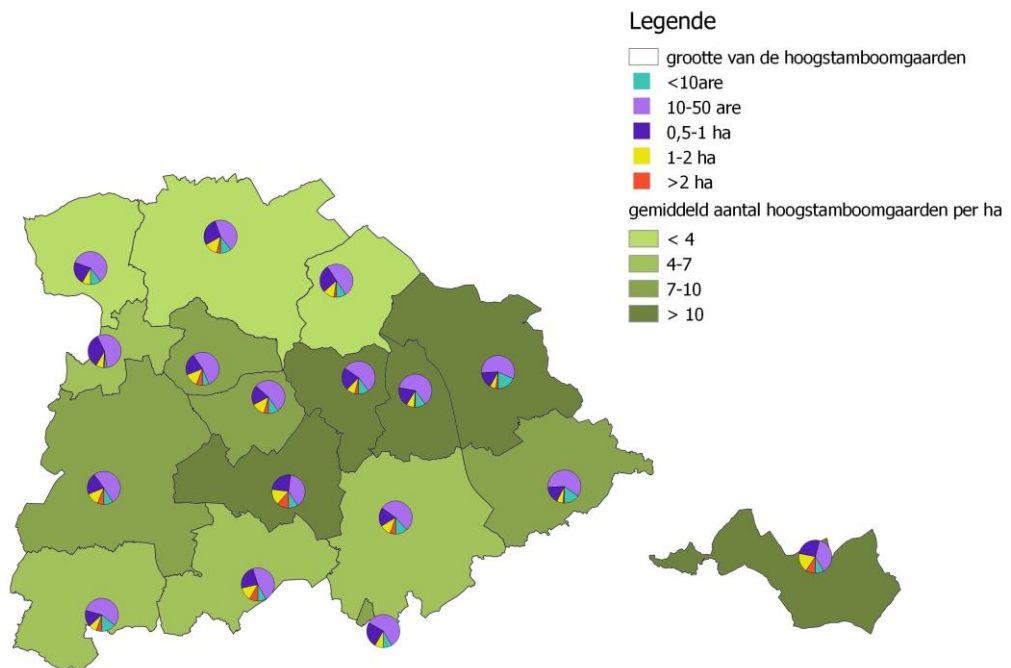 Legende
grootte van de hoogstamboomgaarden
<10are
10-50 are
0,5-1 ha
1-2 ha
>2 ha
gemiddeld aantal hoogstamboomgaarden per ha
< 4
4-7
7-10
> 10